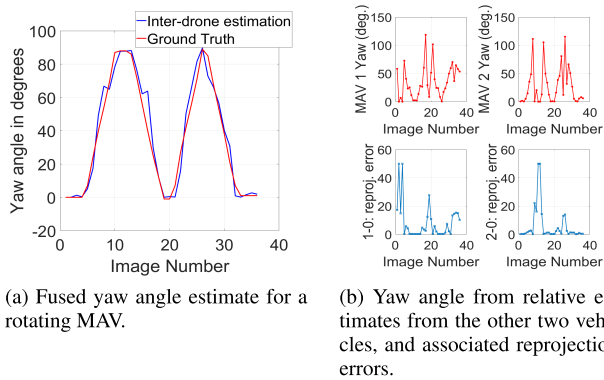 Inter-drone estimation
Ground Truth
Yaw angle in degrees
100
80
60
40
20
0
-20
0
10
20
30
40
Image Number
(a) Fused yaw angle estimate for a
rotating MAV.
MAV 1 Yaw (deg.)
150
100
50
0
0
20
40
Image Number
MAV 2 Yaw (deg.)
150
100
50
0
0
20
40
Image Number
1-0: reproj. error
60
40
20
0
0
20
40
Image Number
2-0: reproj. error
60
40
20
0
0
20
40
Image Number
(b) Yaw angle from relative e
timates from the other two veh
cles, and associated reprojectio
errors.